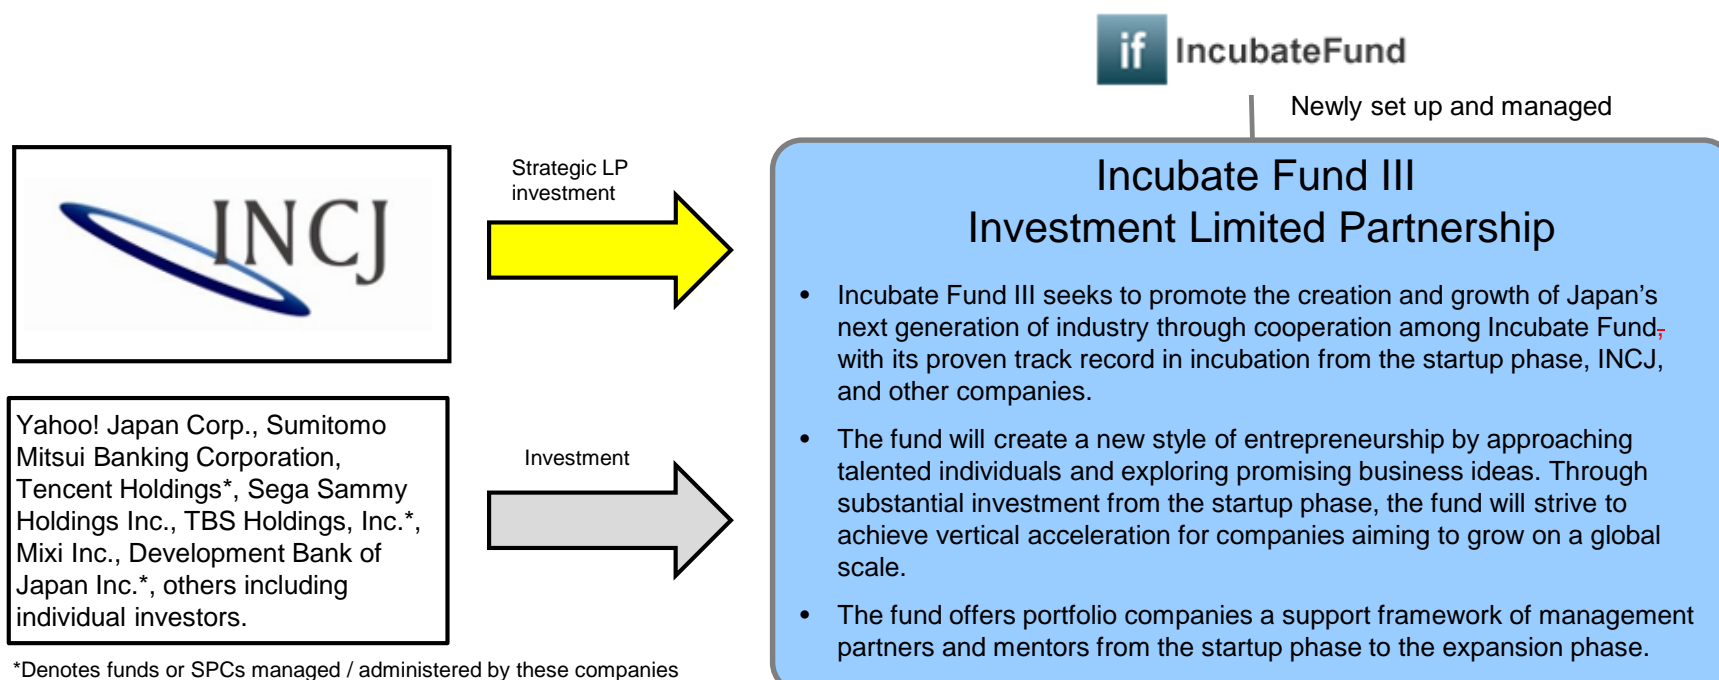 if IncubateFund
Newly set up and managed
INCJ
Strategic LP
investment
Incubate Fund III
Investment Limited Partnership
• Incubate Fund III seeks to promote the creation and growth of Japan’s
next generation of industry through cooperation among Incubate Fund,
with its proven track record in incubation from the startup phase, INCJ,
and other companies.
• The fund will create a new style of entrepreneurship by approaching
talented individuals and exploring promising business ideas. Through
substantial investment from the startup phase, the fund will strive to
achieve vertical acceleration for companies aiming to grow on a global
scale.
• The fund offers portfolio companies a support framework of management
partners and mentors from the startup phase to the expansion phase.
Yahoo! Japan Corp., Sumitomo
Mitsui Banking Corporation,
Tencent Holdings*, Sega Sammy
Holdings Inc., TBS Holdings, Inc.*,
Mixi Inc., Development Bank of
Japan Inc.*, others including
individual investors.
Investment
*Denotes funds or SPCs managed / administered by these companies